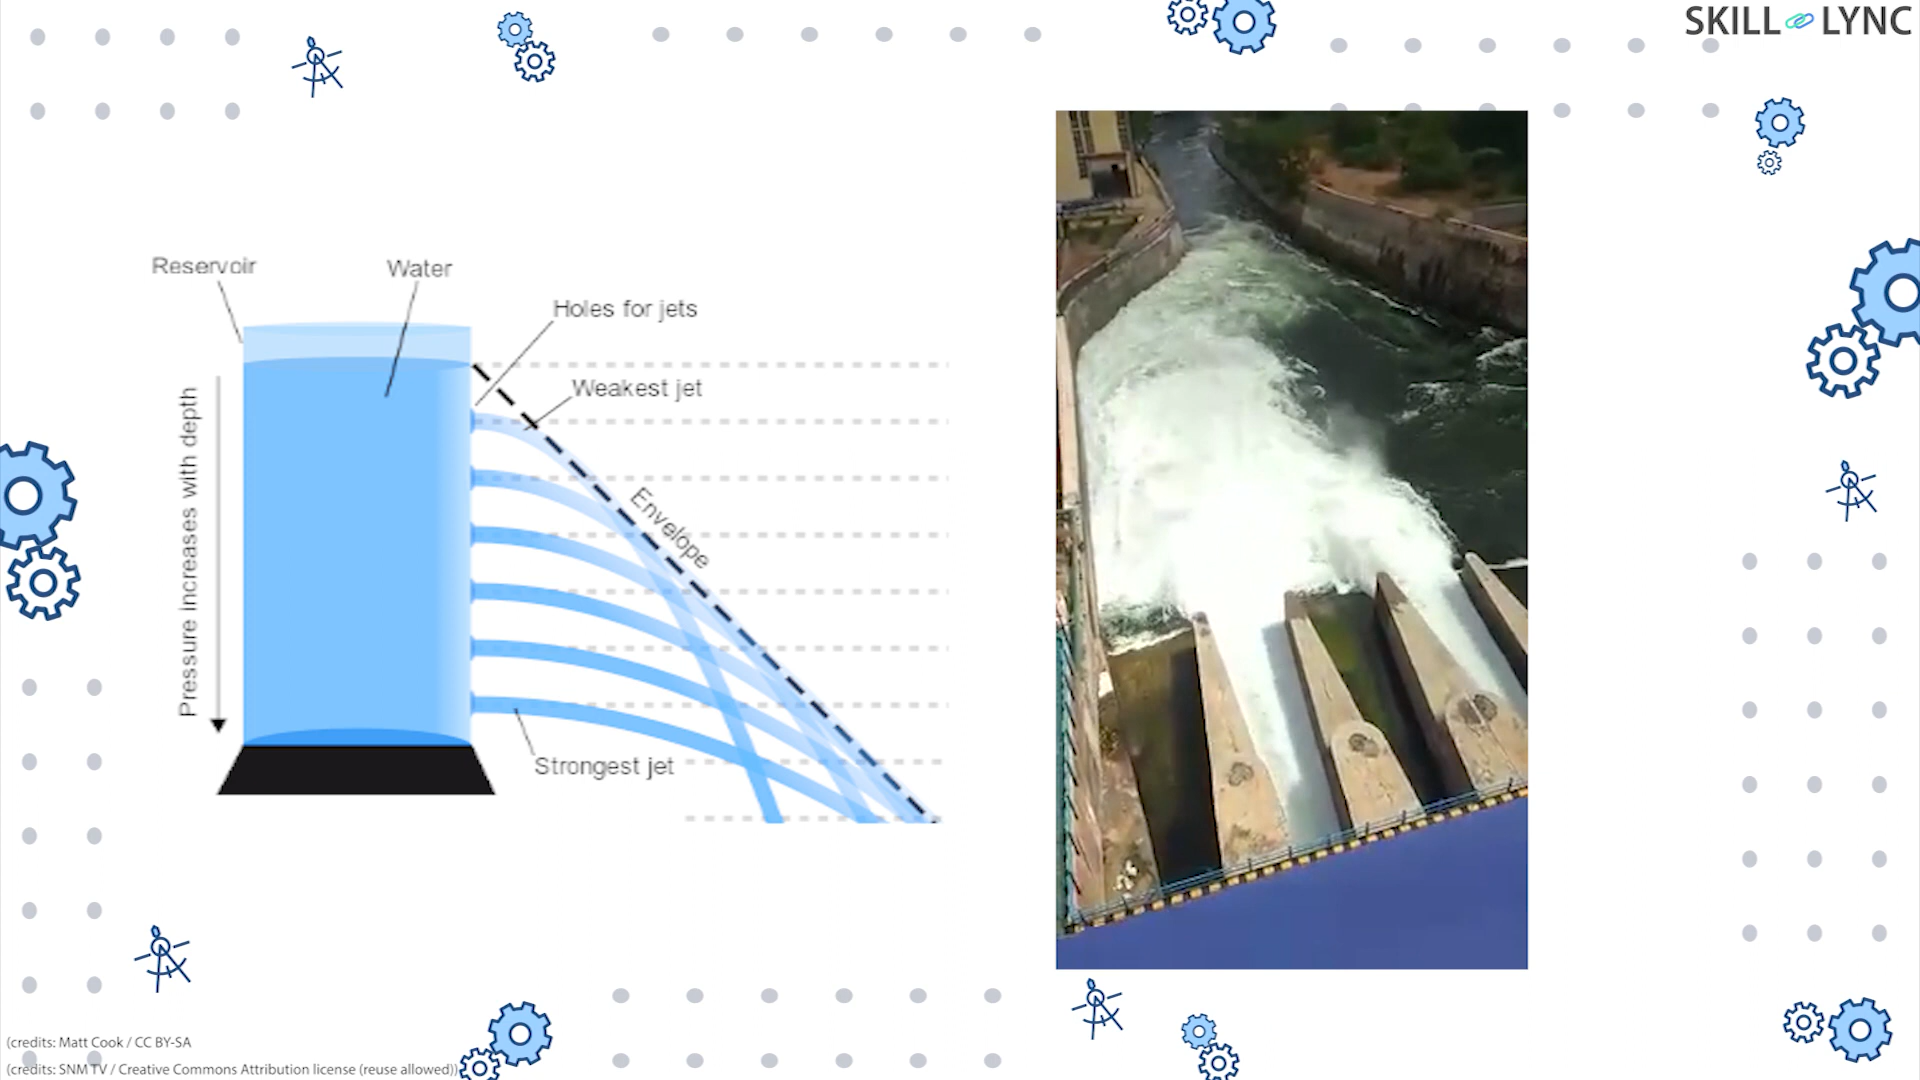 SKILL LYNC
Reservoir
Water
Holes for jets
Weakest jet
Envelope
Pressure increases with depth
Strongest jet
(credits: Matt Cook / CC BY-SA
(credits: SNM TV / Creative Commons Attribution license (reuse allowed))